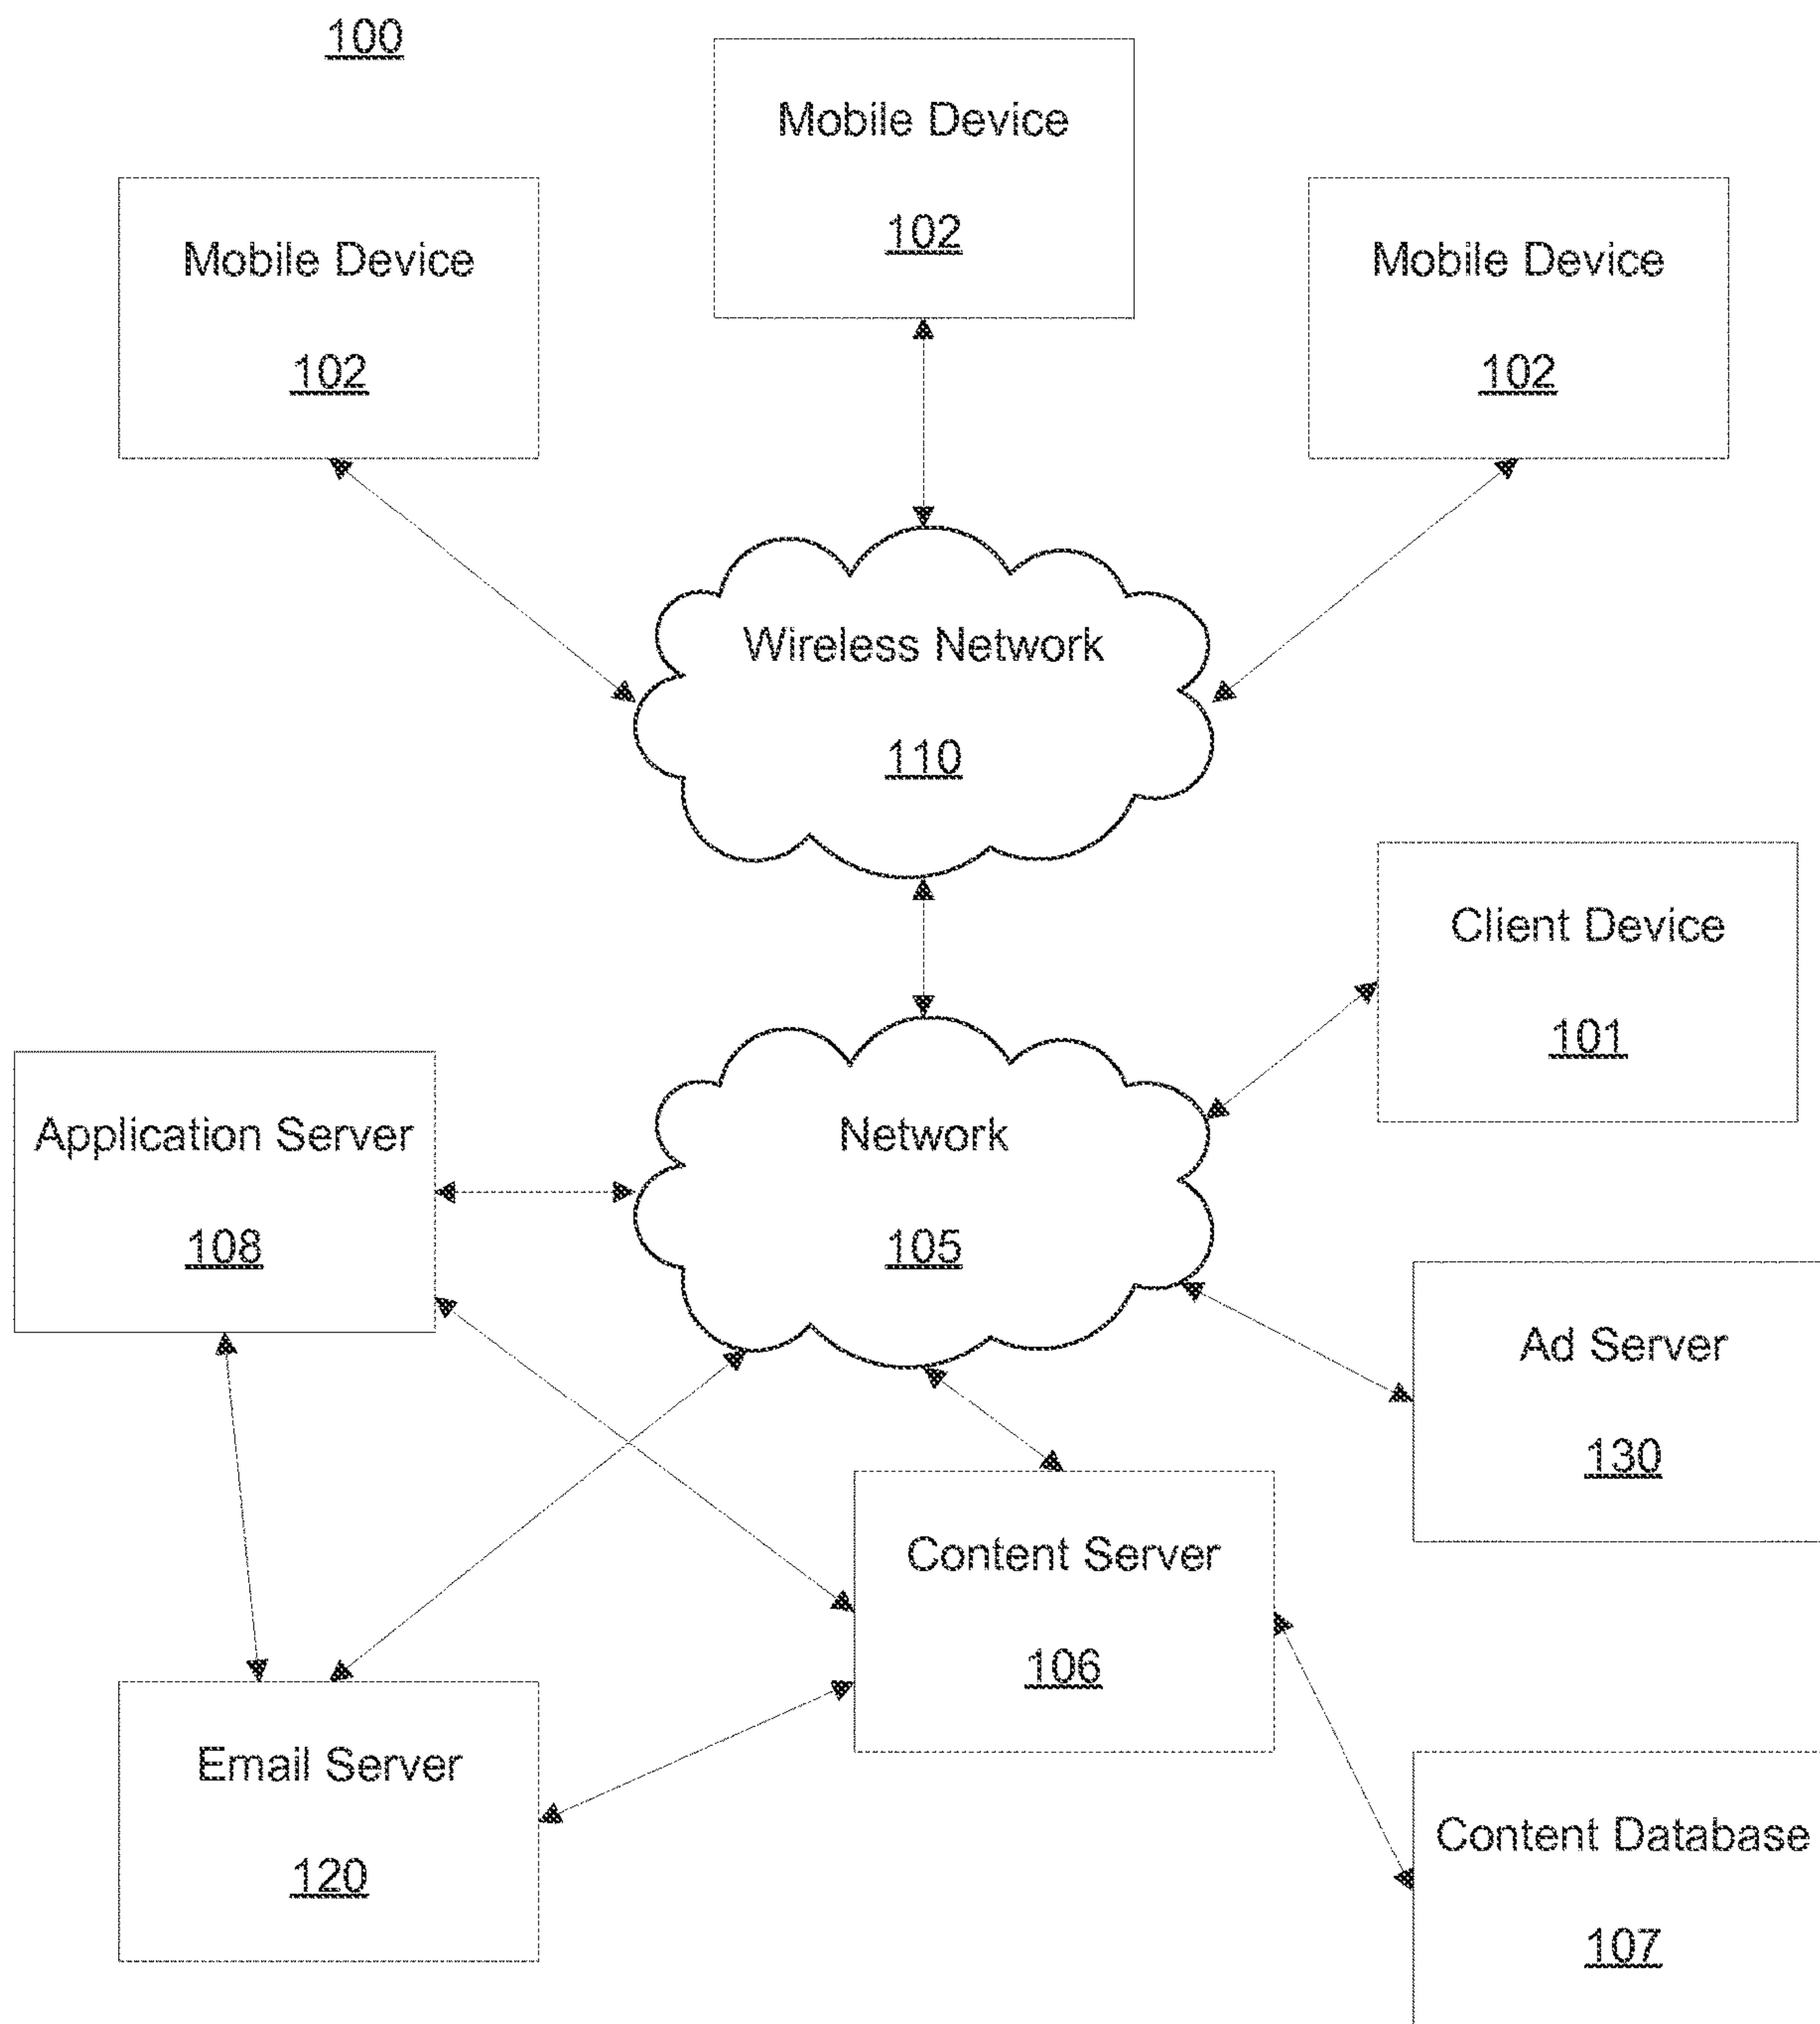 100
Mobile Device
102
Mobile Device
102
Mobile Device
102
Wireless Network
110
Client Device
101
Application Server
108
Network
105
Ad Server
130
Content Server
106
Email Server
120
Content Database
107